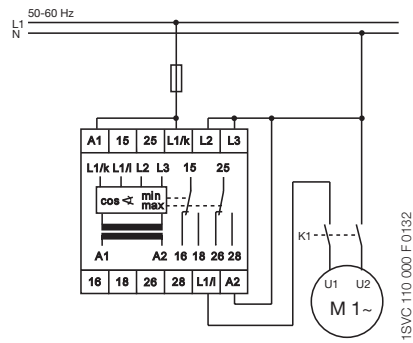 50-60 Hz
L1
N
A1 15 25 L1/k L2 L3
L1/k L1/l L2 L3 15 25
cos ∢ min
max
A1 A2 16 18 26 28
16 18 26 28 L1/l A2
K1
U1 U2
M 1~
1SVC 110 000 F 0132